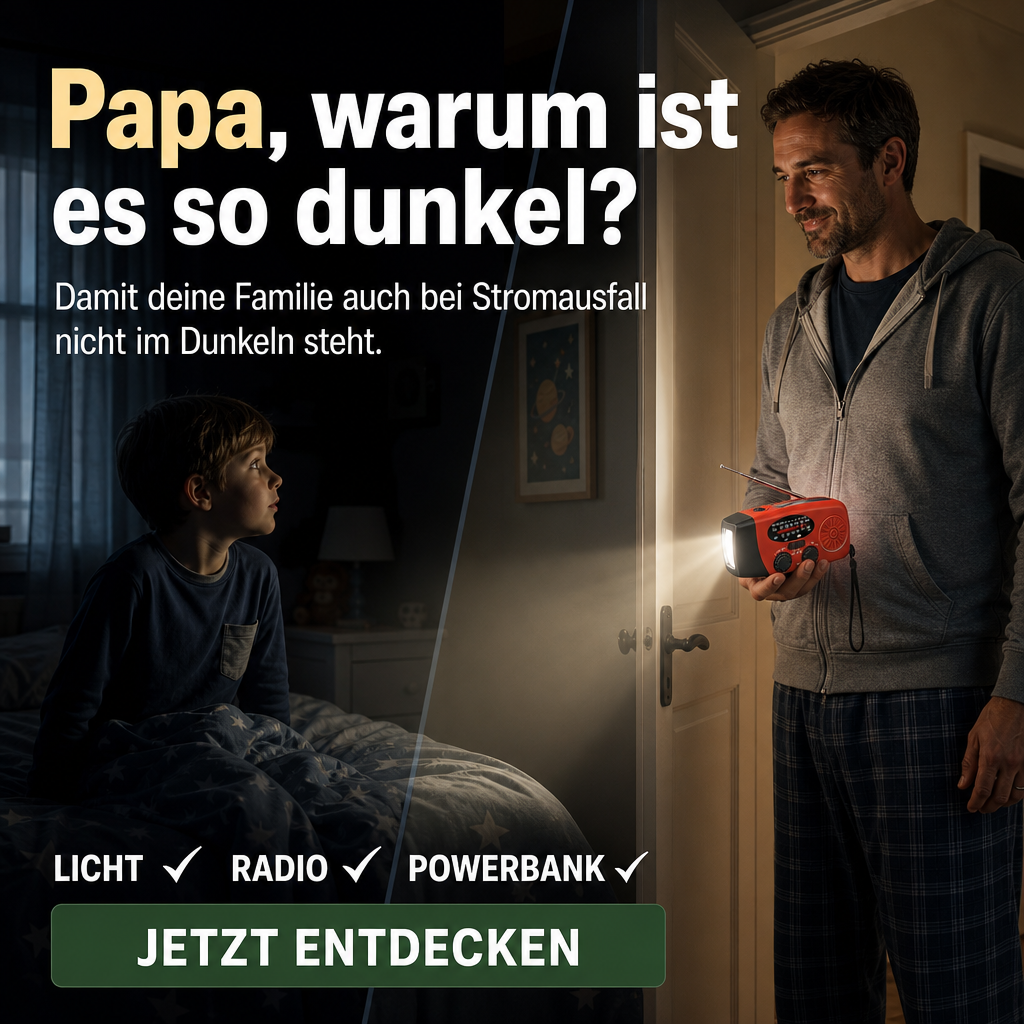 Papa, warum ist
es so dunkel?
Damit deine Familie auch bei Stromausfall
nicht im Dunkeln steht.
LICHT ✓ RADIO ✓ POWERBANK ✓
JETZT ENTDECKEN